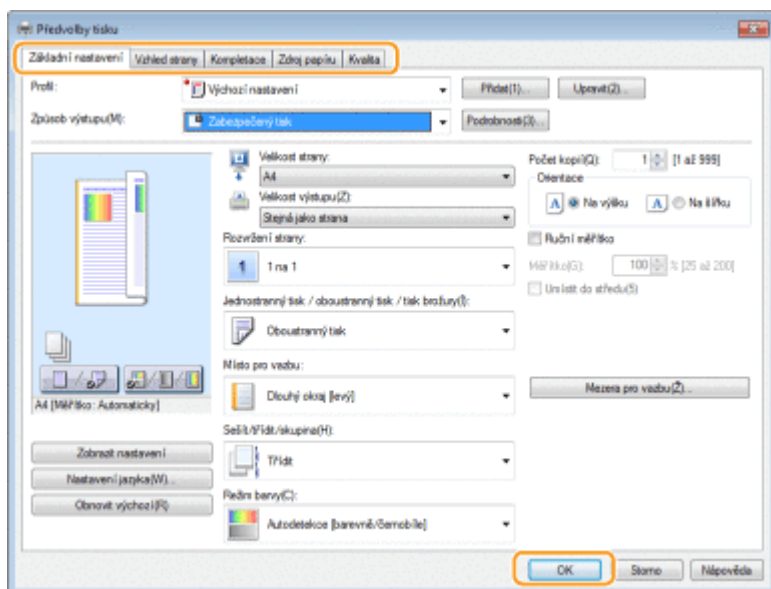 Předvolby tisku
Základní nastavení Vzhled strany Kompletace Zdroj papíru Kvalita
Profil: Výchozí nastavení Přidat(1)... Upravit(2)...
Způsob výstupu(M): Zabezpečený tisk Podrobnosti(3)...
Velikost strany:
A4
Velikost výstupu(Z):
Stejná jako strana
Rozvržení strany:
1 1 na 1
Jednostranný tisk / oboustranný tisk / tisk brožury(I):
Oboustranný tisk
Místo pro vazbu:
Dlouhý okraj [levý]
Sešít/třídit/skupina(H):
Třídit
Režim barvy(C):
Autodetekce [barevně/černobíle]
Počet kopií(Q): 1 [1 až 999]
Orientace
A Na výšku A Na šířku
Ruční měřítko
Měřítko(G): 100 % [25 až 200]
Umístit do středu(5)
Mezera pro vazbu(Ž)...
A4 [Měřítko: Automaticky]
Zobrazit nastavení
Nastavení jazyka(W)...
Obnovit výchozí(R)
OK Storno Nápověda